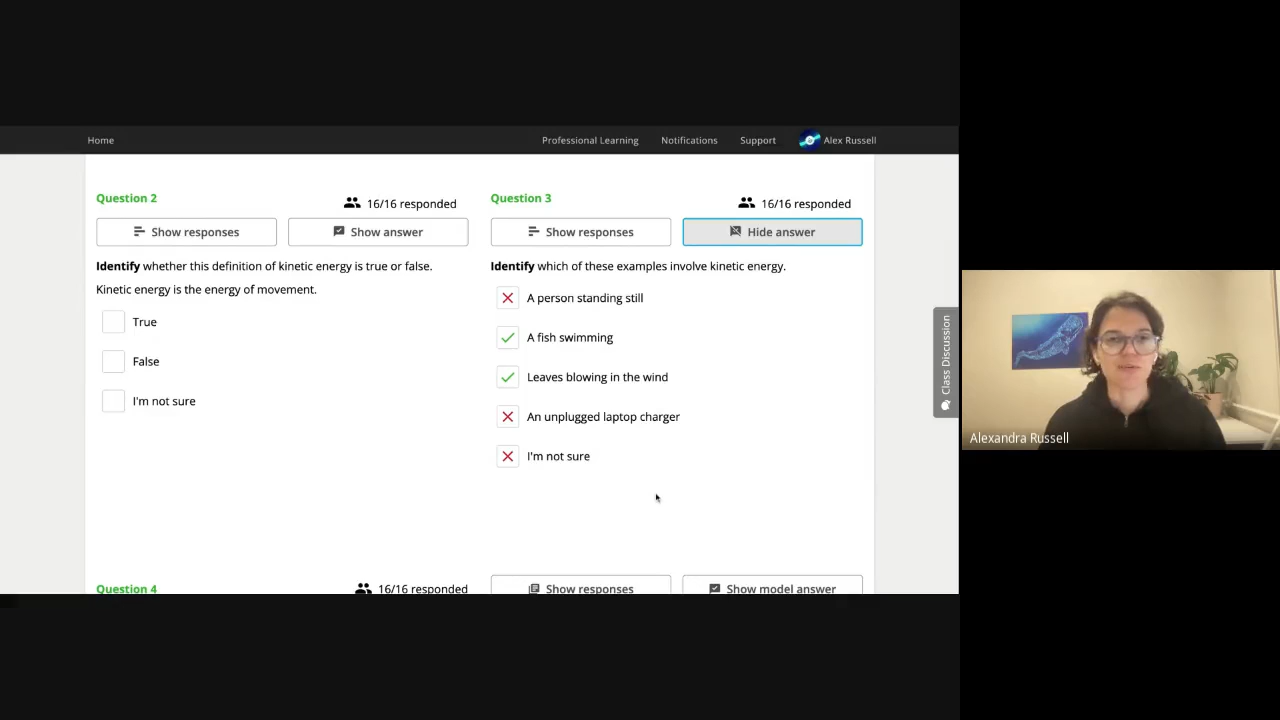 Home
Professional Learning
Notifications
Support
Alex Russell
Question 2
16/16 responded
Show responses
Show answer
Identify whether this definition of kinetic energy is true or false.
Kinetic energy is the energy of movement.
True
False
I'm not sure
Question 3
16/16 responded
Show responses
Hide answer
Identify which of these examples involve kinetic energy.
A person standing still
A fish swimming
Leaves blowing in the wind
An unplugged laptop charger
I'm not sure
Question 4
16/16 responded
Show responses
Show model answer
Class Discussion
Alexandra Russell